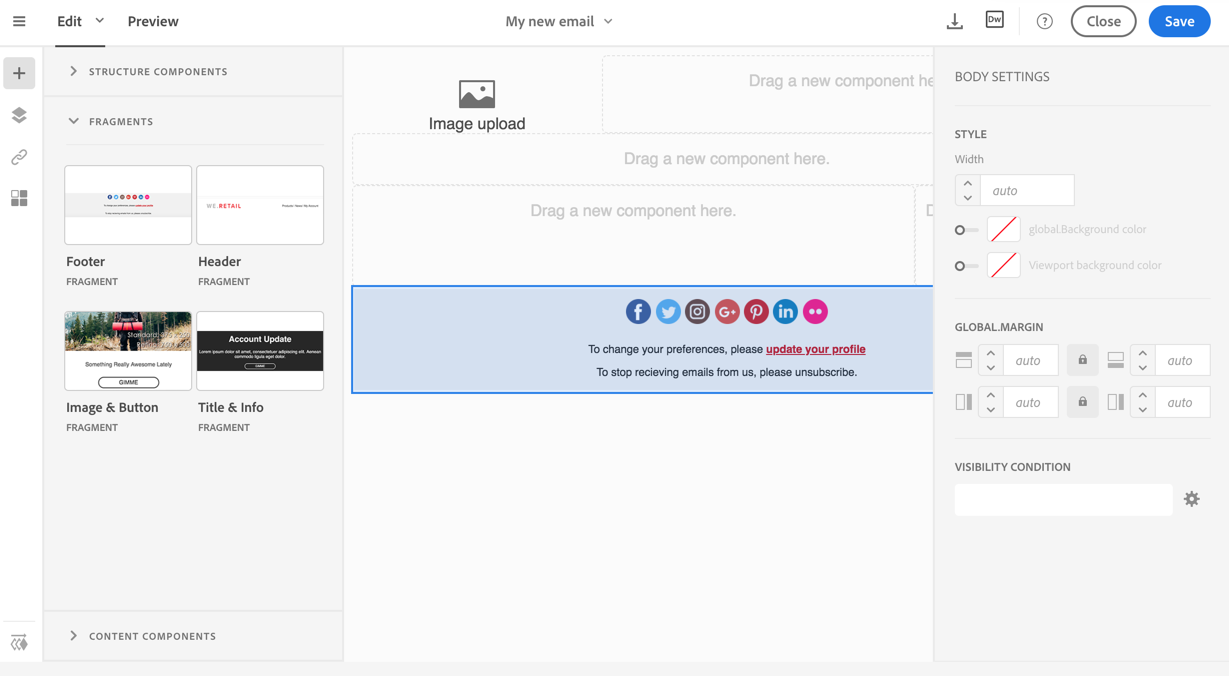 Edit
Preview
My new email
Dw
?
Close
Save
STRUCTURE COMPONENTS
FRAGMENTS
Footer
FRAGMENT
WE.RETAIL
Header
FRAGMENT
Something Really Awesome Lately
GIMME
Image & Button
FRAGMENT
Account Update
Lorem ipsum dolor sit amet, consectetuer adipiscing elit. Aenean
commodo ligula eget dolor.
GIMME
Title & Info
FRAGMENT
CONTENT COMPONENTS
Image upload
Drag a new component he
Drag a new component here.
Drag a new component here.
D
To change your preferences, please update your profile
To stop recieving emails from us, please unsubscribe.
BODY SETTINGS
STYLE
Width
auto
global.Background color
Viewport background color
GLOBAL.MARGIN
auto
auto
auto
auto
VISIBILITY CONDITION